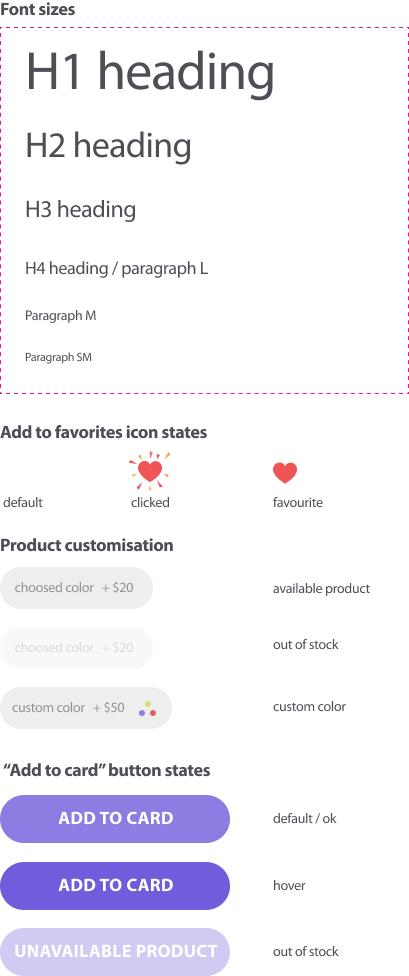 Font sizes
H1 heading
H2 heading
H3 heading
H4 heading / paragraph L
Paragraph M
Paragraph SM
Add to favorites icon states
default clicked favourite
Product customisation
choosed color + $20 available product
choosed color + $20 out of stock
custom color + $50 custom color
“Add to card” button states
ADD TO CARD default / ok
ADD TO CARD hover
UNAVAILABLE PRODUCT out of stock